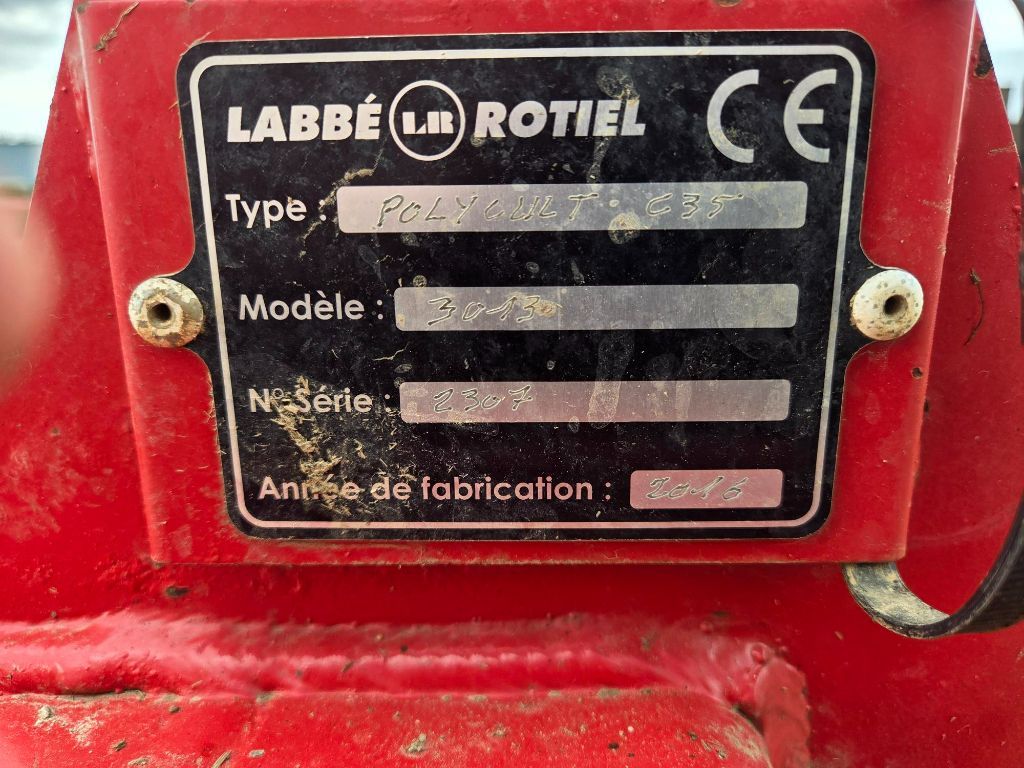 LABBÉ LR ROTIEL CE
Type : POLYCULT C35
Modèle : 3013
N° Série : 2307
Année de fabrication : 2016